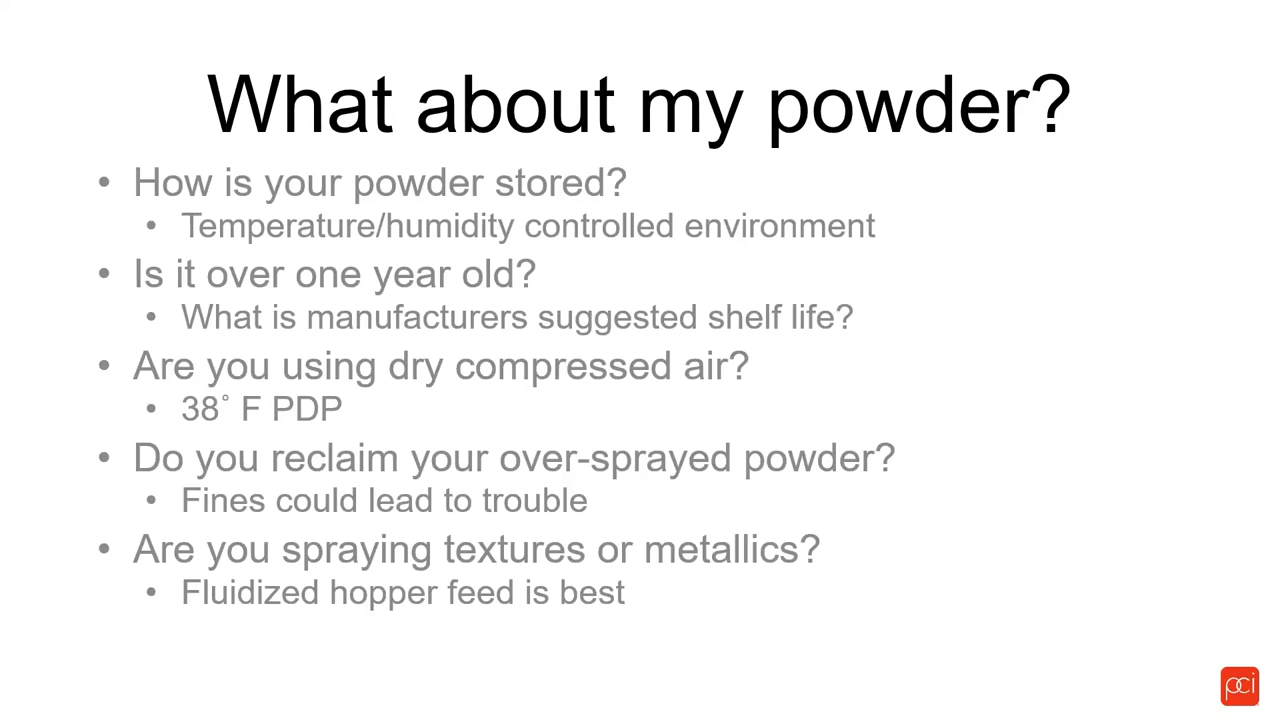 What about my powder?
• How is your powder stored?
• Temperature/humidity controlled environment
• Is it over one year old?
• What is manufacturers suggested shelf life?
• Are you using dry compressed air?
• 38˚ F PDP
• Do you reclaim your over-sprayed powder?
• Fines could lead to trouble
• Are you spraying textures or metallics?
• Fluidized hopper feed is best
pci